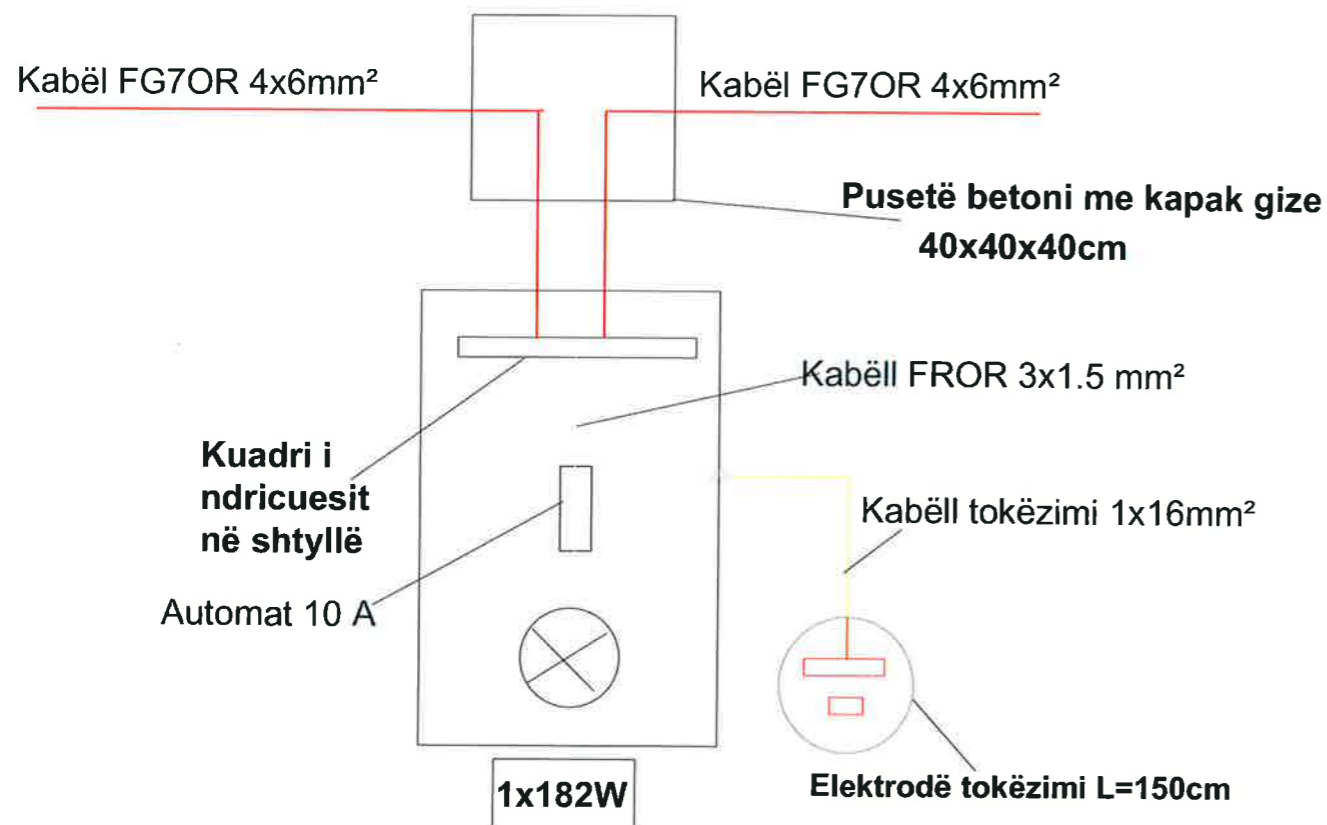 Kabël FG7OR 4x6mm²
Kabël FG7OR 4x6mm²
Pusetë betoni me kapak gize
40x40x40cm
Kabëll FROR 3x1.5 mm²
Kuadri i
ndricuesit
në shtyllë
Kabëll tokëzimi 1x16mm²
Automat 10 A
Elektrodë tokëzimi L=150cm
1x182W